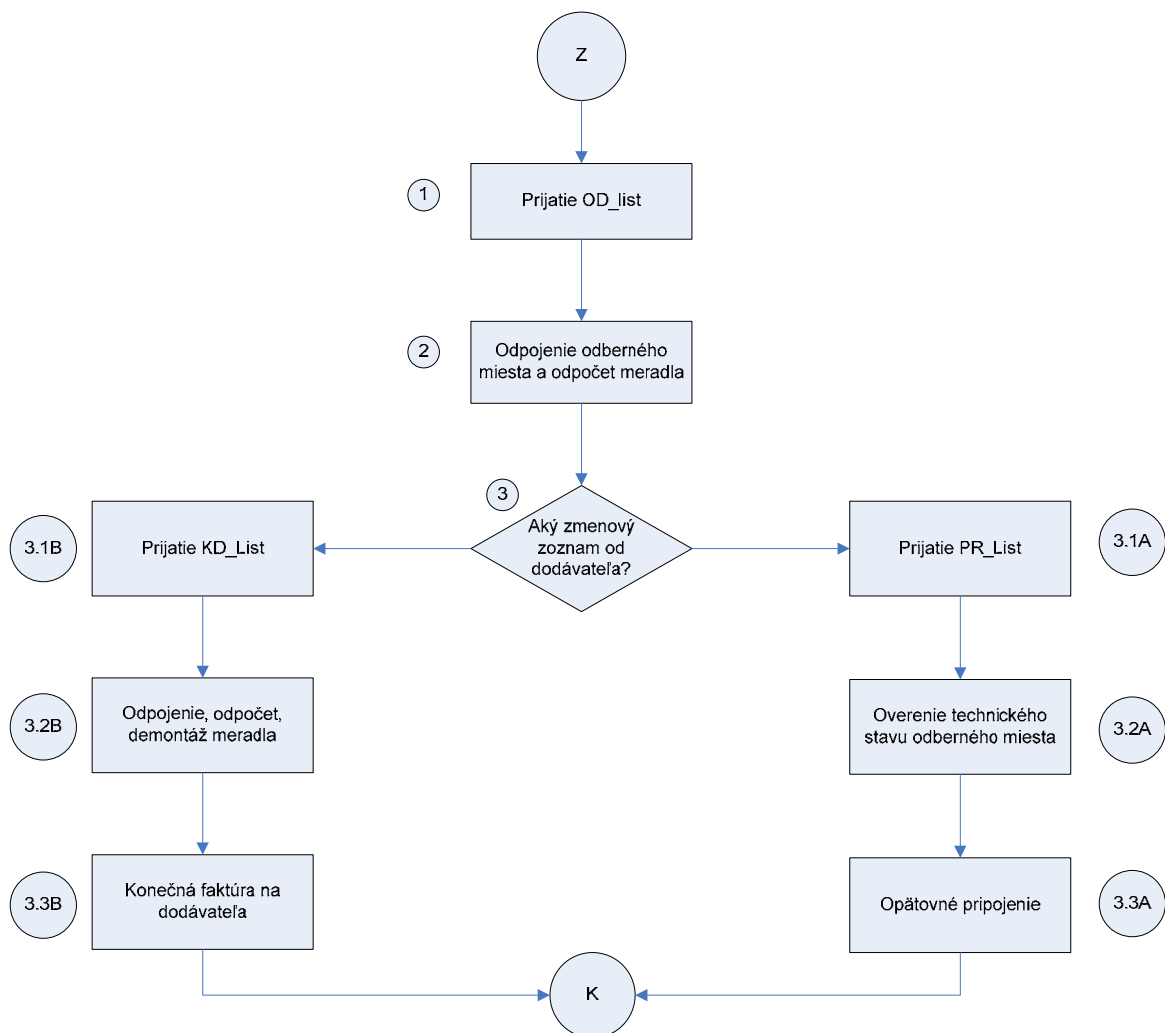 Z
1
Prijatie OD_list
2
Odpojenie odberného
miesta a odpočet meradla
3
Aký zmenový
zoznam od
dodávateľa?
3.1B
Prijatie KD_List
Prijatie PR_List
3.1A
3.2B
Odpojenie, odpočet,
demontáž meradla
Overenie technického
stavu odberného miesta
3.2A
3.3B
Konečná faktúra na
dodávateľa
Opätovné pripojenie
3.3A
K